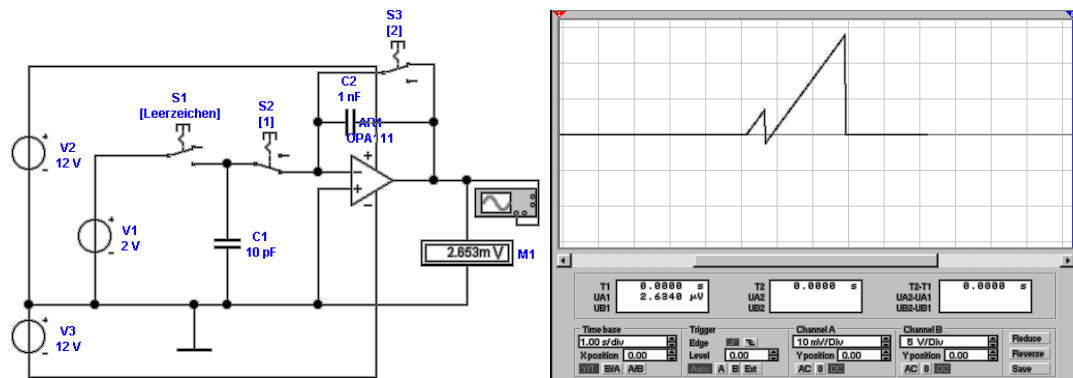 S3
[2]
C2
1 nF
S1
[Leerzeichen]
S2
[1]
AR1
OPA111
V2
12 V
+
-
V1
2 V
+
-
C1
10 pF
2.653m V
M1
V3
12 V
+
-
1
2
T1 0.0000 s
UA1 2.6340 µV
UB1
T2 0.0000 s
UA2
UB2
T2-T1 0.0000 s
UA2-UA1
UB2-UB1
Time base
1.00 s/div
X position 0.00
Y/T B/A A/B
Trigger
Edge
Level 0.00
Auto A B Ext
Channel A
10 mV/Div
Y position 0.00
AC 0 DC
Channel B
5 V/Div
Y position 0.00
AC 0 DC
Reduce
Reverse
Save